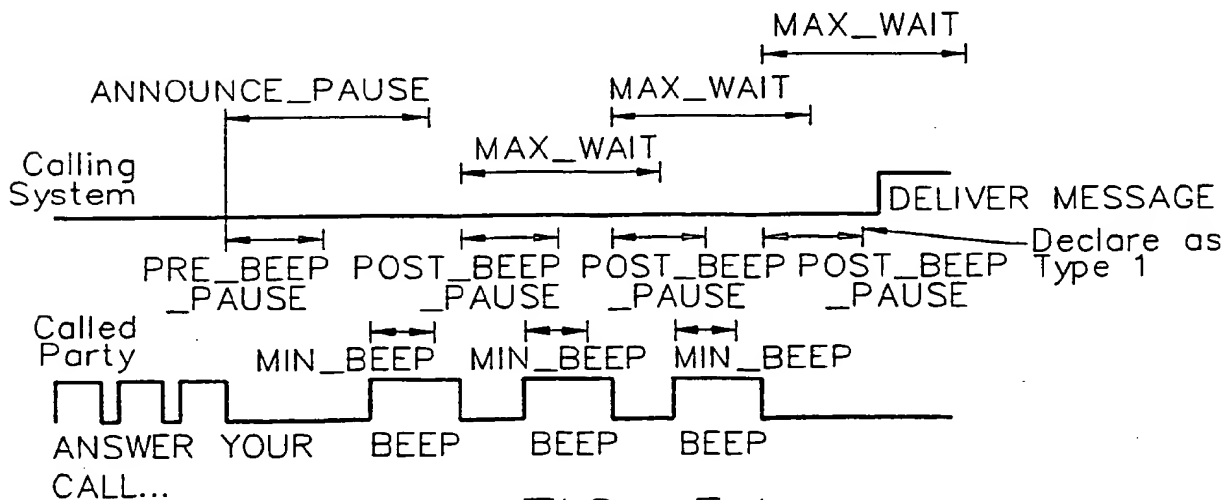 MAX_WAIT
ANNOUNCE_PAUSE
MAX_WAIT
MAX_WAIT
Calling
System
DELIVER MESSAGE
Declare as
Type 1
PRE_BEEP
_PAUSE
POST_BEEP
_PAUSE
POST_BEEP
_PAUSE
POST_BEEP
_PAUSE
Called
Party
MIN_BEEP
MIN_BEEP
MIN_BEEP
ANSWER YOUR
CALL...
BEEP
BEEP
BEEP